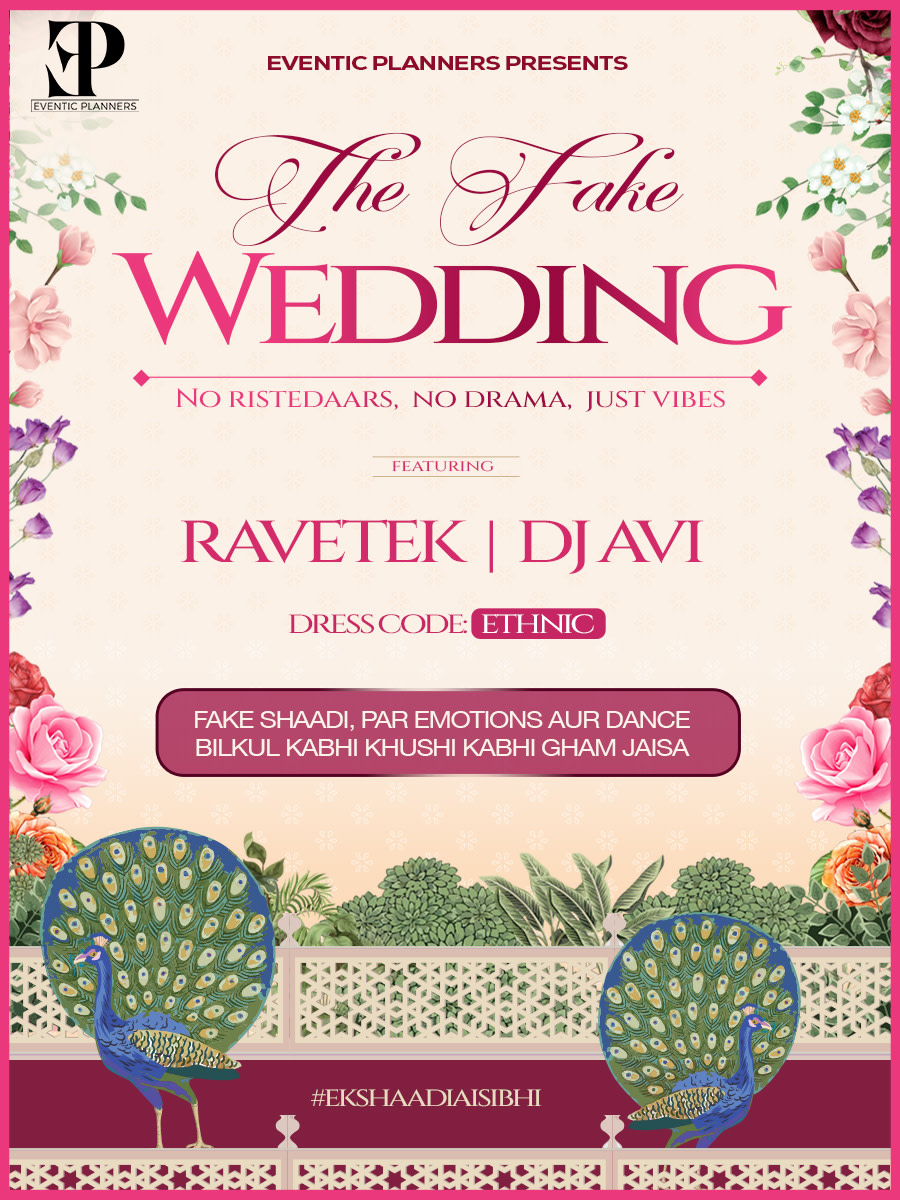 EP
EVENTIC PLANNERS
EVENTIC PLANNERS PRESENTS
The Fake
WEDDING
NO RISTEDAARS, NO DRAMA, JUST VIBES
FEATURING
RAVETEK | DJ AVI
DRESS CODE: ETHNIC
FAKE SHAADI, PAR EMOTIONS AUR DANCE
BILKUL KABHI KHUSHI KABHI GHAM JAISA
#EKSHAADIAISIBHI